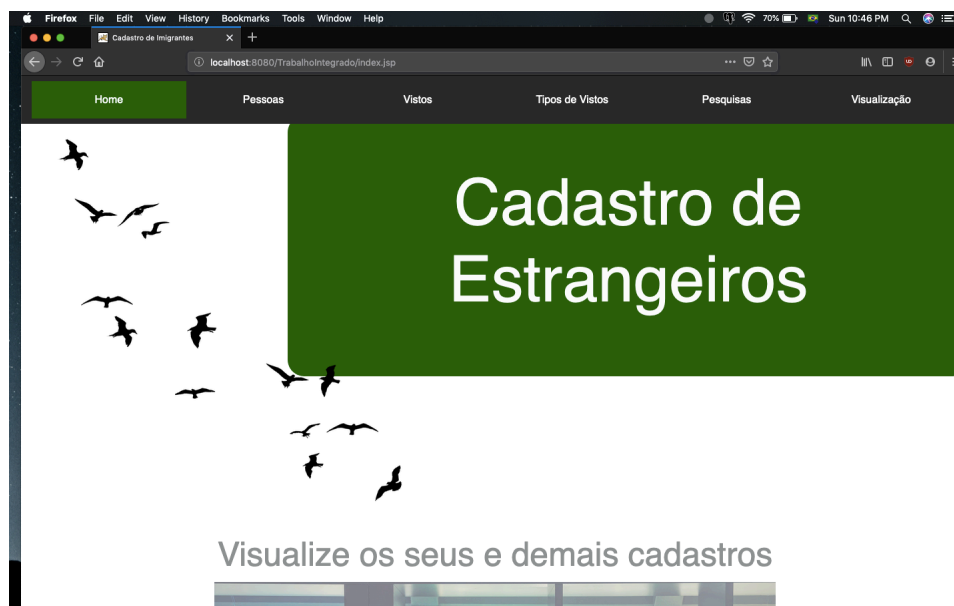 Firefox File Edit View History Bookmarks Tools Window Help 70% Sun 10:46 PM
Cadastro de Imigrantes
localhost:8080/TrabalhoIntegrado/index.jsp
Home Pessoas Vistos Tipos de Vistos Pesquisas Visualização
Cadastro de
Estrangeiros
Visualize os seus e demais cadastros